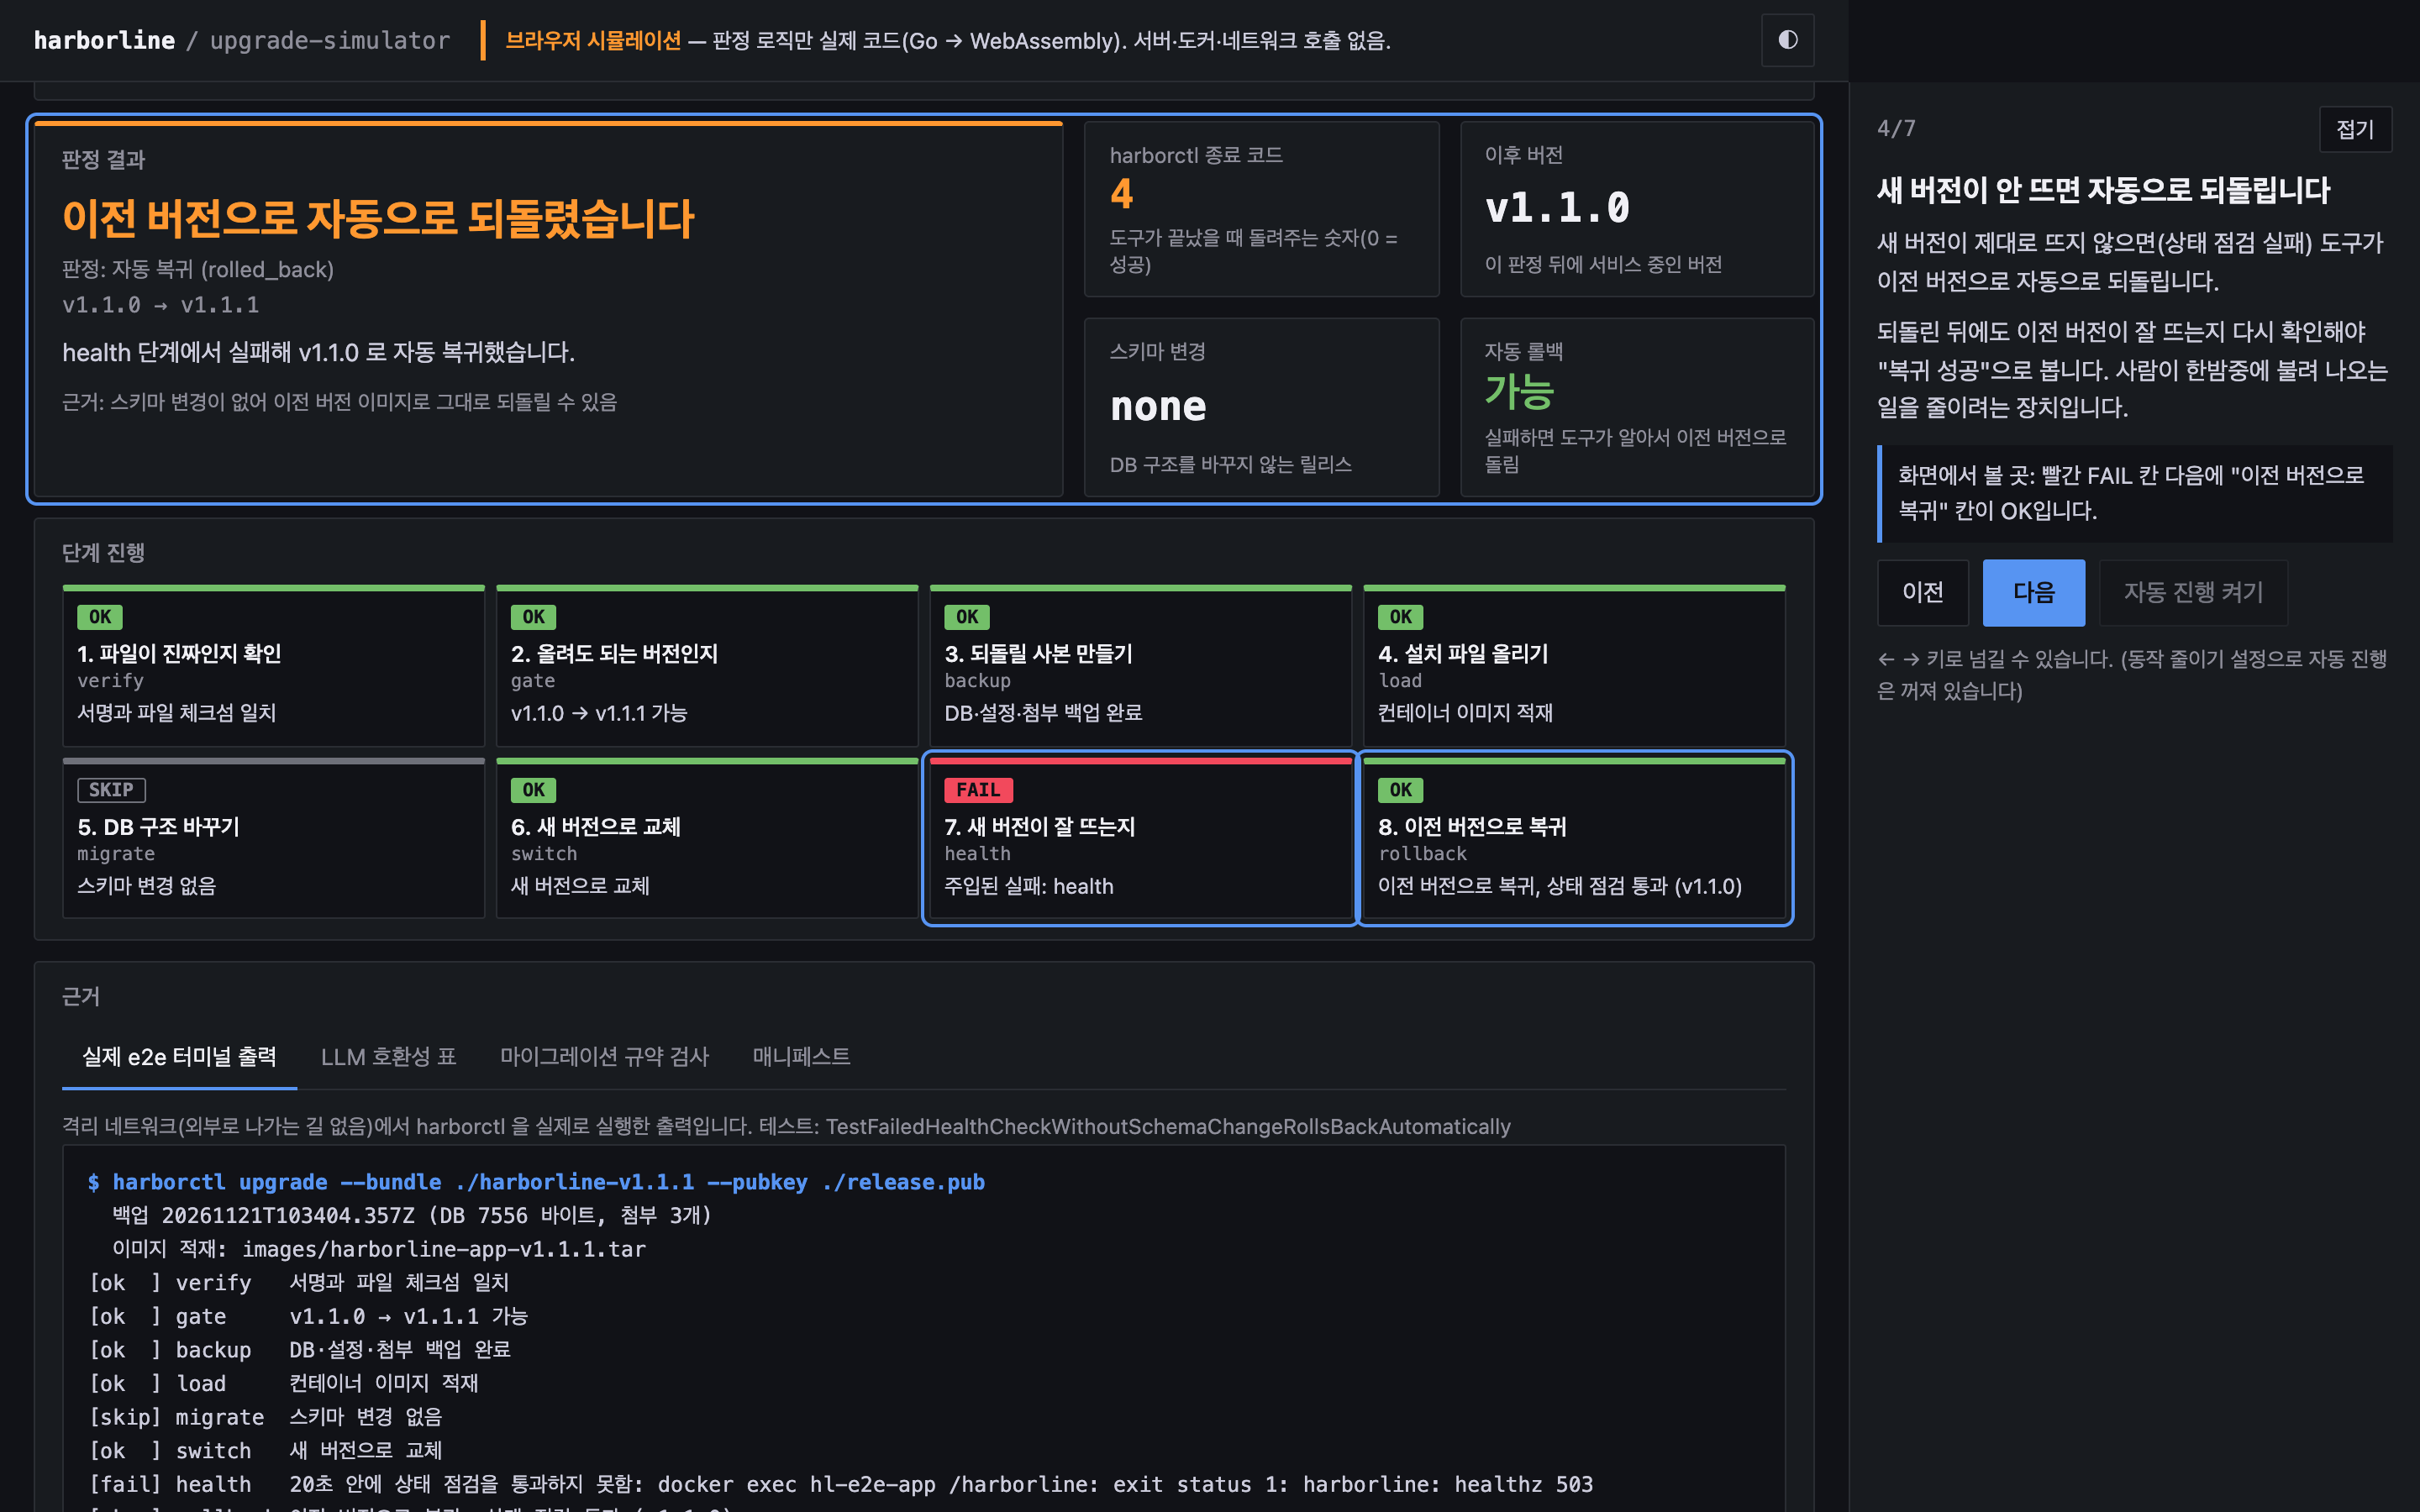 harborline / upgrade-simulator
브라우저 시뮬레이션 — 판정 로직만 실제 코드(Go → WebAssembly). 서버·도커·네트워크 호출 없음.
판정 결과
이전 버전으로 자동으로 되돌렸습니다
판정: 자동 복귀 (rolled_back)
v1.1.0 → v1.1.1
health 단계에서 실패해 v1.1.0 로 자동 복귀했습니다.
근거: 스키마 변경이 없어 이전 버전 이미지로 그대로 되돌릴 수 있음
harborctl 종료 코드
4
도구가 끝났을 때 돌려주는 숫자(0 =
성공)
이후 버전
v1.1.0
이 판정 뒤에 서비스 중인 버전
스키마 변경
none
DB 구조를 바꾸지 않는 릴리스
자동 롤백
가능
실패하면 도구가 알아서 이전 버전으로
돌림
단계 진행
OK
1. 파일이 진짜인지 확인
verify
서명과 파일 체크섬 일치
OK
2. 올려도 되는 버전인지
gate
v1.1.0 → v1.1.1 가능
OK
3. 되돌릴 사본 만들기
backup
DB·설정·첨부 백업 완료
OK
4. 설치 파일 올리기
load
컨테이너 이미지 적재
SKIP
5. DB 구조 바꾸기
migrate
스키마 변경 없음
OK
6. 새 버전으로 교체
switch
새 버전으로 교체
FAIL
7. 새 버전이 잘 뜨는지
health
주입된 실패: health
OK
8. 이전 버전으로 복귀
rollback
이전 버전으로 복귀, 상태 점검 통과 (v1.1.0)
근거
실제 e2e 터미널 출력
LLM 호환성 표
마이그레이션 규약 검사
매니페스트
격리 네트워크(외부로 나가는 길 없음)에서 harborctl 을 실제로 실행한 출력입니다. 테스트: TestFailedHealthCheckWithoutSchemaChangeRollsBackAutomatically
$ harborctl upgrade --bundle ./harborline-v1.1.1 --pubkey ./release.pub
백업 20261121T103404.357Z (DB 7556 바이트, 첨부 3개)
이미지 적재: images/harborline-app-v1.1.1.tar
[ok  ] verify   서명과 파일 체크섬 일치
[ok  ] gate     v1.1.0 → v1.1.1 가능
[ok  ] backup   DB·설정·첨부 백업 완료
[ok  ] load     컨테이너 이미지 적재
[skip] migrate  스키마 변경 없음
[ok  ] switch   새 버전으로 교체
[fail] health   20초 안에 상태 점검을 통과하지 못함: docker exec hl-e2e-app /harborline: exit status 1: harborline: healthz 503
4/7
접기
새 버전이 안 뜨면 자동으로 되돌립니다
새 버전이 제대로 뜨지 않으면(상태 점검 실패) 도구가
이전 버전으로 자동으로 되돌립니다.
되돌린 뒤에도 이전 버전이 잘 뜨는지 다시 확인해야
"복귀 성공"으로 봅니다. 사람이 한밤중에 불려 나오는
일을 줄이려는 장치입니다.
화면에서 볼 곳: 빨간 FAIL 칸 다음에 "이전 버전으로
복귀" 칸이 OK입니다.
이전
다음
자동 진행 켜기
← → 키로 넘길 수 있습니다. (동작 줄이기 설정으로 자동 진행
은 꺼져 있습니다)